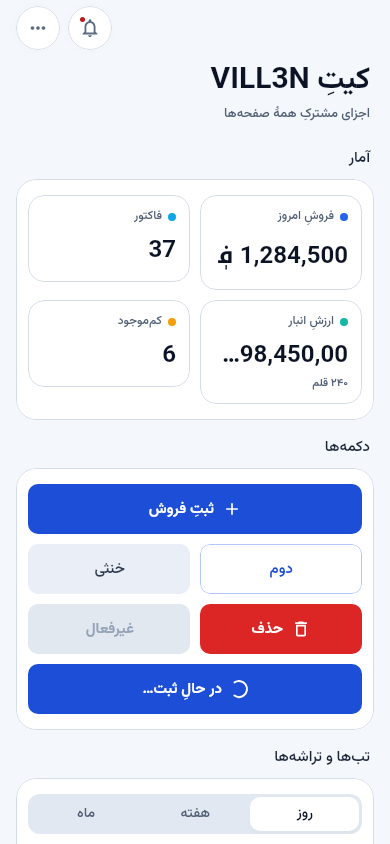 کیتِ VILL3N
اجزای مشترکِ همهٔ صفحه‌ها
آمار
فروشِ امروز
1,284,500 ؋
فاکتور
37
ارزشِ انبار
98,450,00…
۲۴۰ قلم
کم‌موجود
6
دکمه‌ها
ثبتِ فروش
دوم
خنثی
حذف
غیرفعال
در حالِ ثبت…
تب‌ها و تراشه‌ها
روز
هفته
ماه